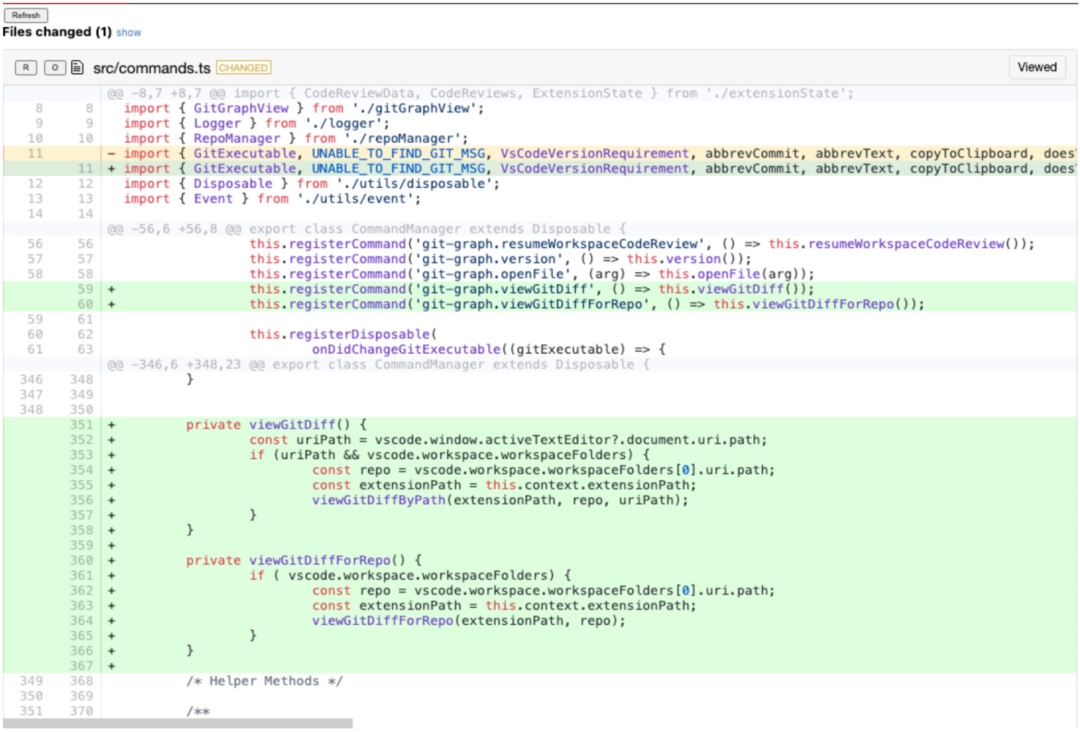 Refresh
Files changed (1) show
R O src/commands.ts CHANGED Viewed
@@ -8,7 +8,7 @@ import { CodeReviewData, CodeReviews, ExtensionState } from './extensionState';
8 8 import { GitGraphView } from './gitGraphView';
9 9 import { Logger } from './logger';
10 10 import { RepoManager } from './repoManager';
11 - import { GitExecutable, UNABLE_TO_FIND_GIT_MSG, VsCodeVersionRequirement, abbrevCommit, abbrevText, copyToClipboard, does
11 + import { GitExecutable, UNABLE_TO_FIND_GIT_MSG, VsCodeVersionRequirement, abbrevCommit, abbrevText, copyToClipboard, does
12 12 import { Disposable } from './utils/disposable';
13 13 import { Event } from './utils/event';
14 14
@@ -56,6 +56,8 @@ export class CommandManager extends Disposable {
56 56 this.registerCommand('git-graph.resumeWorkspaceCodeReview', () => this.resumeWorkspaceCodeReview());
57 57 this.registerCommand('git-graph.version', () => this.version());
58 58 this.registerCommand('git-graph.openFile', (arg) => this.openFile(arg));
59 + this.registerCommand('git-graph.viewGitDiff', () => this.viewGitDiff());
60 + this.registerCommand('git-graph.viewGitDiffForRepo', () => this.viewGitDiffForRepo());
59 61
60 62 this.registerDisposable(
61 63 onDidChangeGitExecutable((gitExecutable) => {
@@ -346,6 +348,23 @@ export class CommandManager extends Disposable {
346 348 }
347 349
348 350
351 + private viewGitDiff() {
352 + const uriPath = vscode.window.activeTextEditor?.document.uri.path;
353 + if (uriPath && vscode.workspace.workspaceFolders) {
354 + const repo = vscode.workspace.workspaceFolders[0].uri.path;
355 + const extensionPath = this.context.extensionPath;
356 + viewGitDiffByPath(extensionPath, repo, uriPath);
357 + }
358 + }
359 +
360 + private viewGitDiffForRepo() {
361 + if ( vscode.workspace.workspaceFolders) {
362 + const repo = vscode.workspace.workspaceFolders[0].uri.path;
363 + const extensionPath = this.context.extensionPath;
364 + viewGitDiffForRepo(extensionPath, repo);
365 + }
366 + }
367 +
349 368 /* Helper Methods */
350 369
351 370 /**